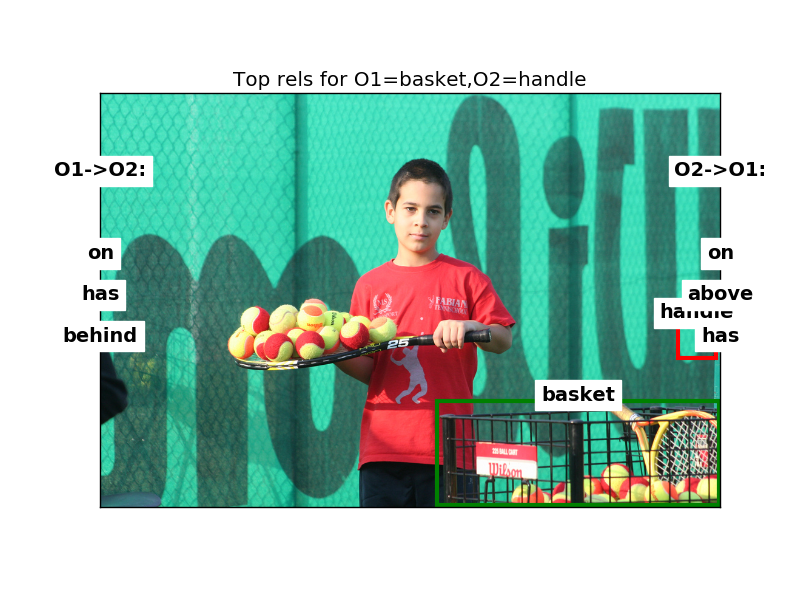 Top rels for O1=basket,O2=handle
O1->O2:
O2->O1:
on
on
has
above
handle
behind
has
FABIAN
25
basket
Wilson